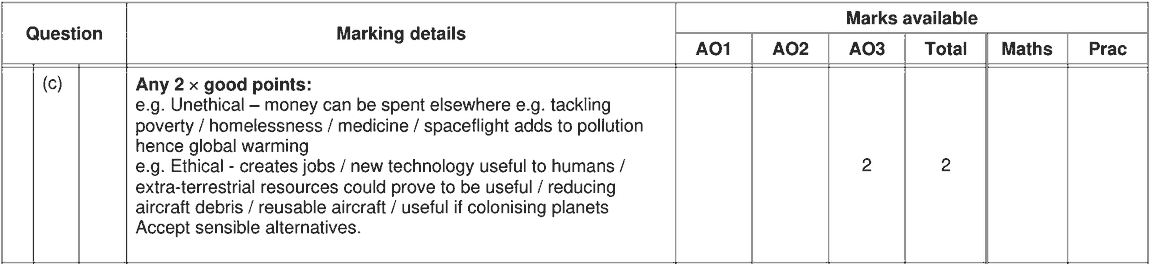 Question Marking details Marks available
AO1 AO2 AO3 Total Maths Prac
(c) Any 2 × good points:
e.g. Unethical – money can be spent elsewhere e.g. tackling
poverty / homelessness / medicine / spaceflight adds to pollution
hence global warming
e.g. Ethical - creates jobs / new technology useful to humans /
extra-terrestrial resources could prove to be useful / reducing
aircraft debris / reusable aircraft / useful if colonising planets
Accept sensible alternatives.
2 2